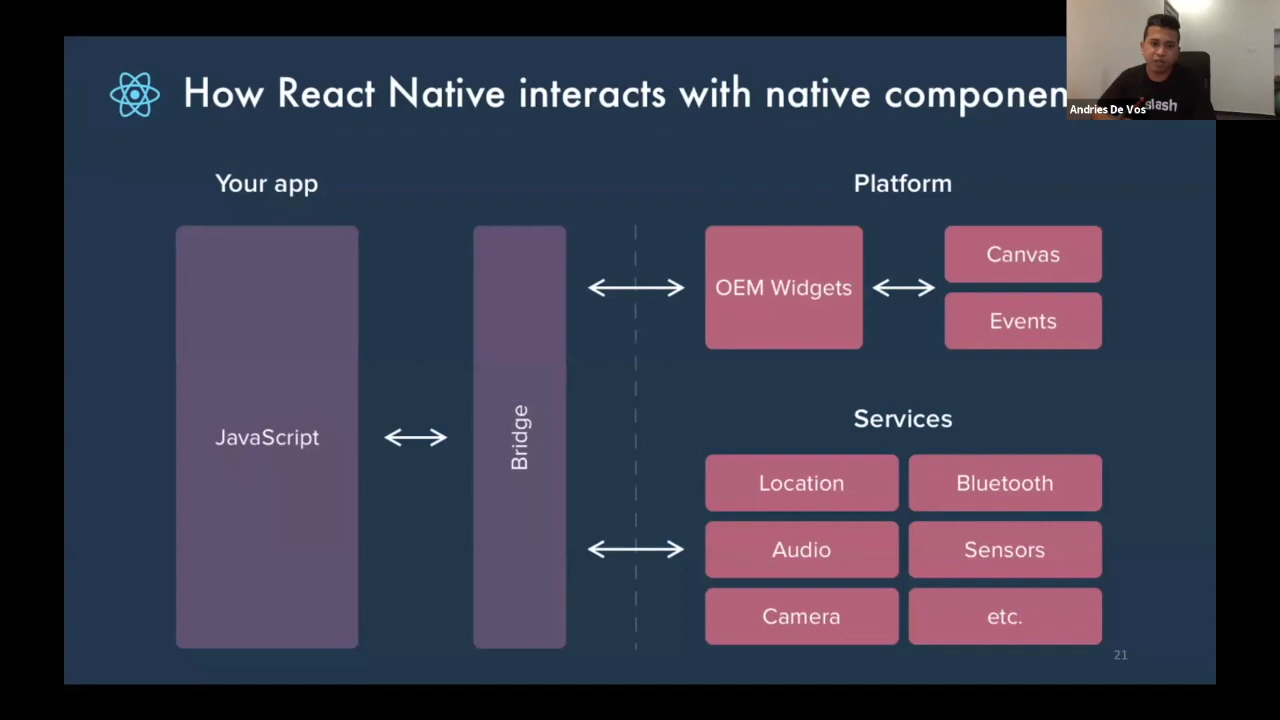 How React Native interacts with native componen
Andries De Vos
slash
Your app
Platform
JavaScript
Bridge
OEM Widgets
Canvas
Events
Services
Location
Bluetooth
Audio
Sensors
Camera
etc.
21